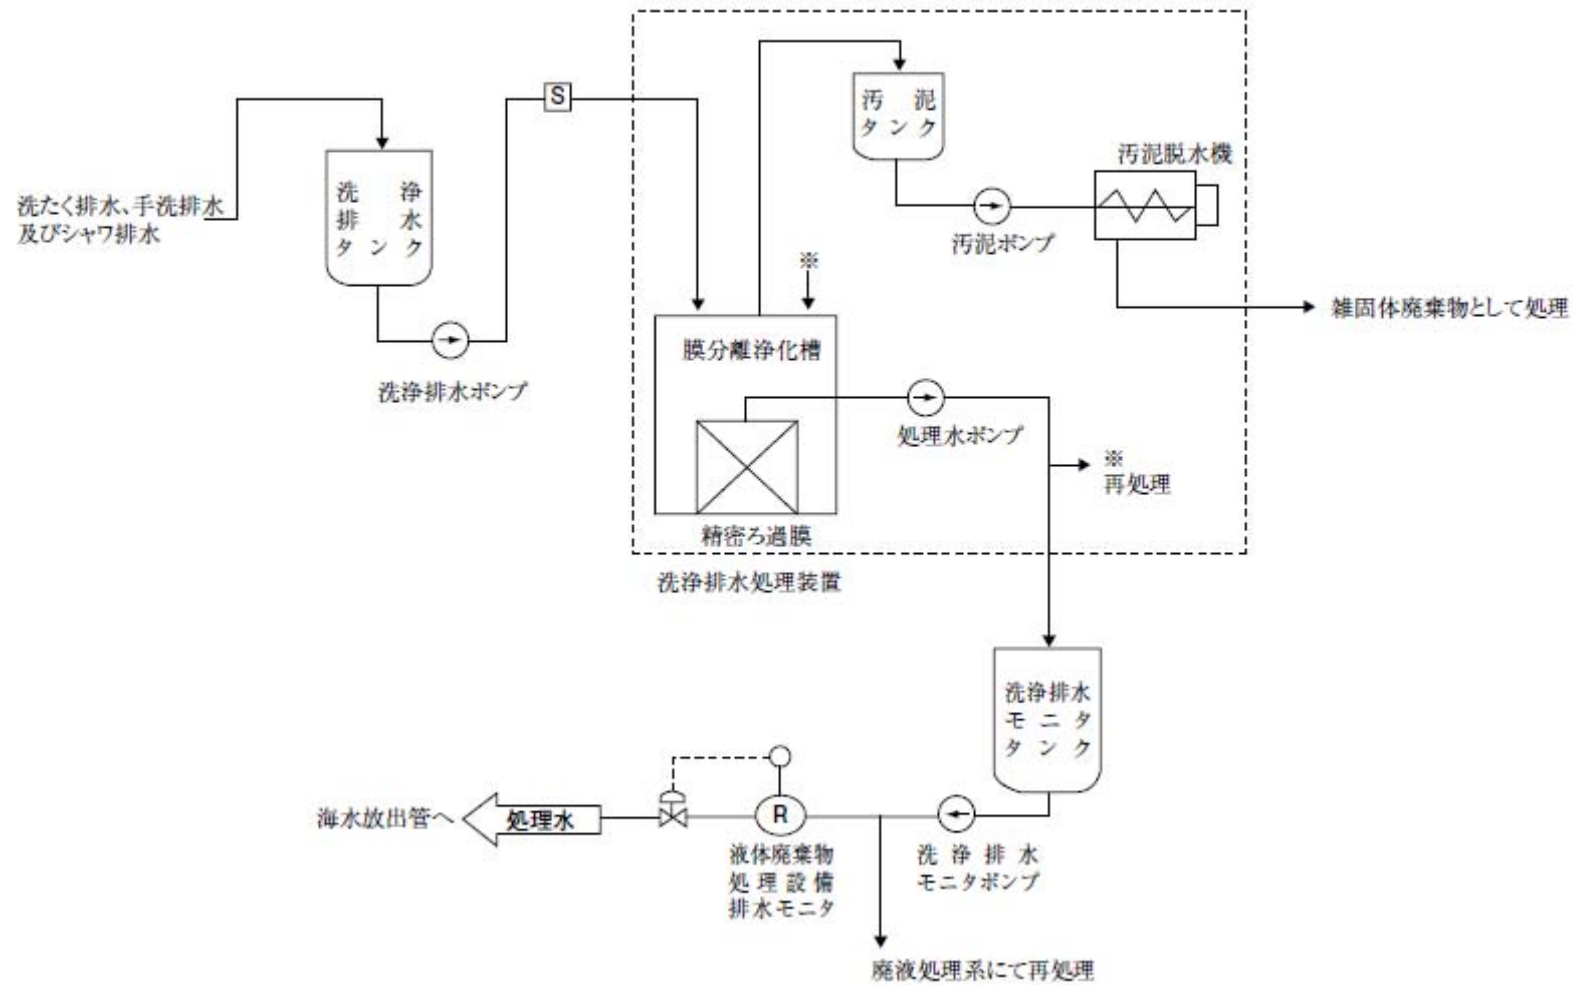 S
汚泥
タンク
汚泥脱水機
洗浄
排水
タンク
洗たく排水、手洗排水
及びシャワ排水
汚泥ポンプ
※
雑固体廃棄物として処理
膜分離浄化槽
洗浄排水ポンプ
処理水ポンプ
※
再処理
精密ろ過膜
洗浄排水処理装置
洗浄排水
モニタ
タンク
海水放出管へ
処理水
R
液体廃棄物
処理設備
排水モニタ
洗浄排水
モニタポンプ
廃液処理系にて再処理